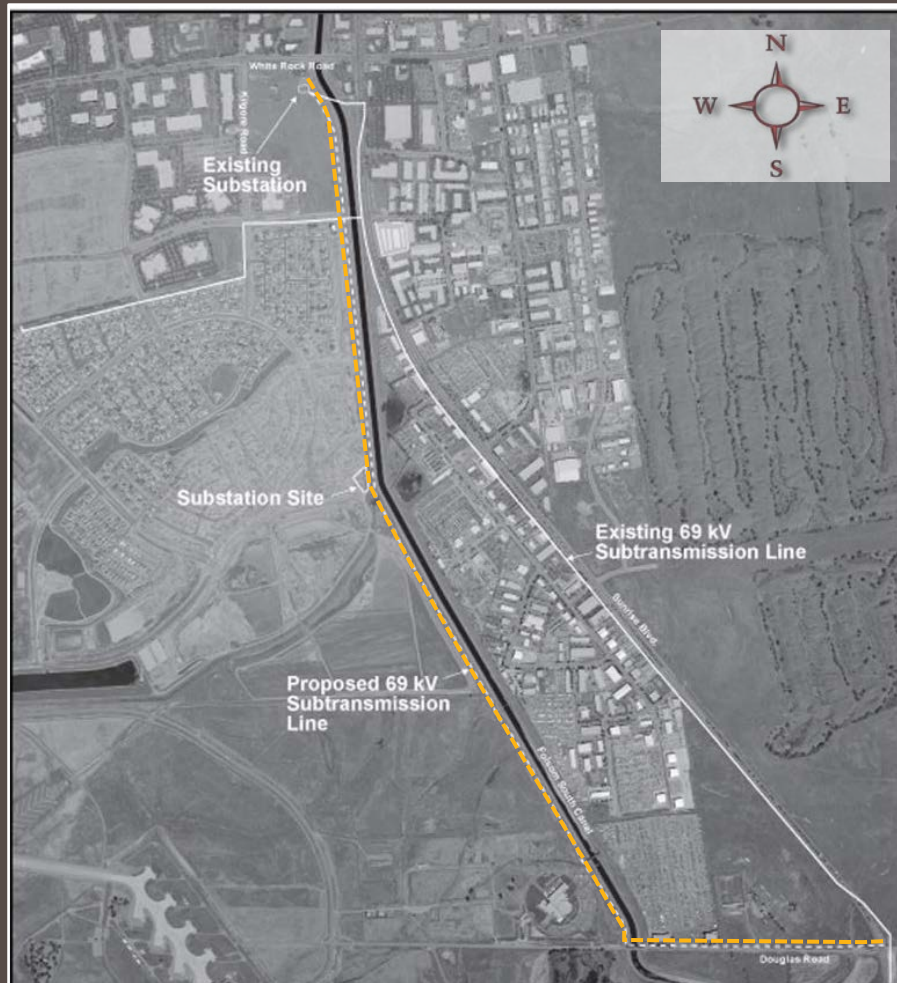 N
W E
S
White Rock Road
Kilgore Road
Existing
Substation
Substation Site
Existing 69 kV
Subtransmission Line
Sunrise Blvd.
Proposed 69 kV
Subtransmission
Line
Folsom South Canal
Douglas Road